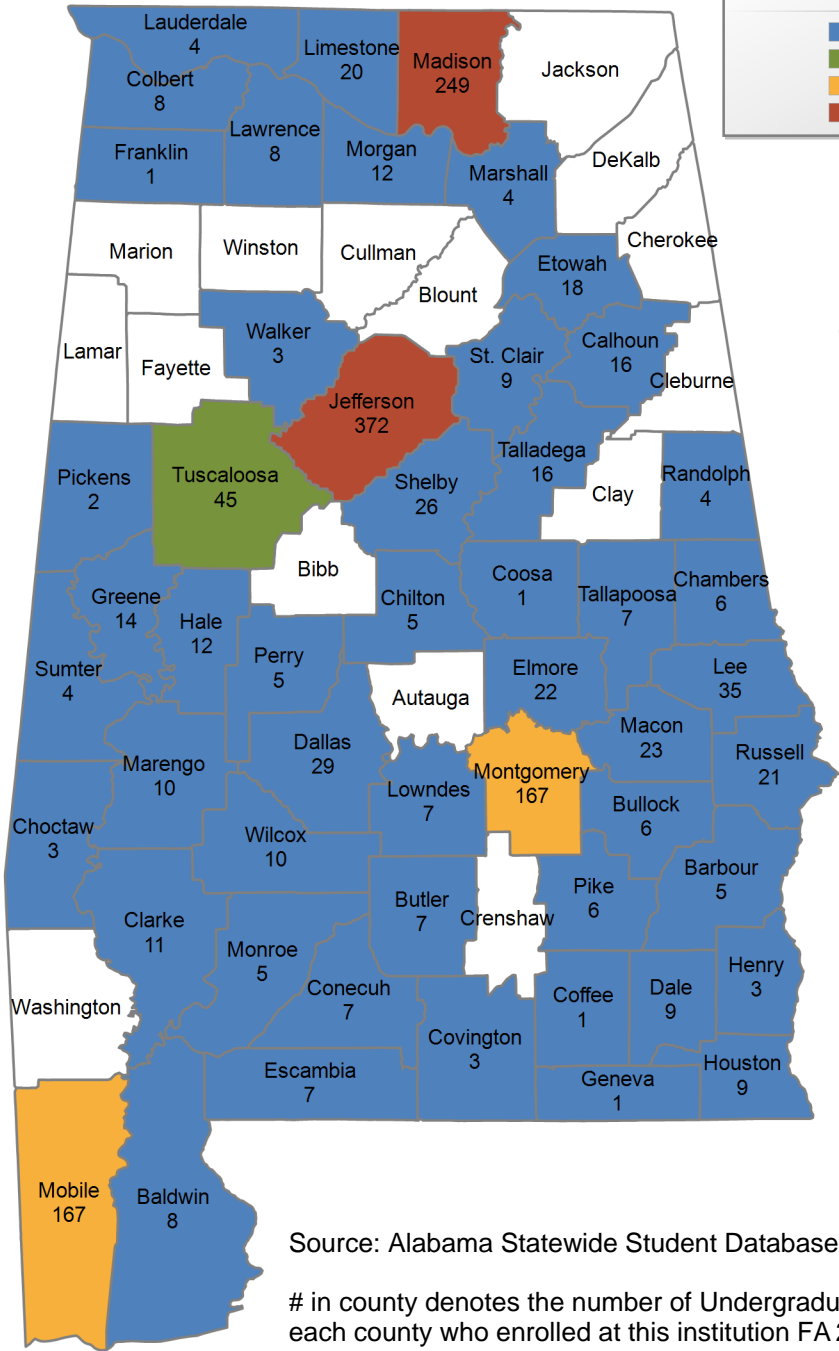 Lauderdale
4
Limestone
20
Madison
249
Jackson
Colbert
8
Lawrence
8
Franklin
1
Morgan
12
Marshall
4
DeKalb
Marion
Winston
Cullman
Cherokee
Etowah
18
Blount
Walker
3
Lamar
Fayette
St. Clair
9
Calhoun
16
Cleburne
Jefferson
372
Pickens
2
Tuscaloosa
45
Shelby
26
Talladega
16
Clay
Randolph
4
Bibb
Greene
14
Hale
12
Chilton
5
Coosa
1
Tallapoosa
7
Chambers
6
Sumter
4
Perry
5
Autauga
Elmore
22
Lee
35
Marengo
10
Dallas
29
Lowndes
7
Montgomery
167
Macon
23
Russell
21
Choctaw
3
Wilcox
10
Bullock
6
Barbour
5
Clarke
11
Butler
7
Crenshaw
Pike
6
Monroe
5
Conecuh
7
Coffee
1
Dale
9
Henry
3
Washington
Covington
3
Escambia
7
Geneva
1
Houston
9
Mobile
167
Baldwin
8
Source: Alabama Statewide Student Database
# in county denotes the number of Undergradu
each county who enrolled at this institution FA